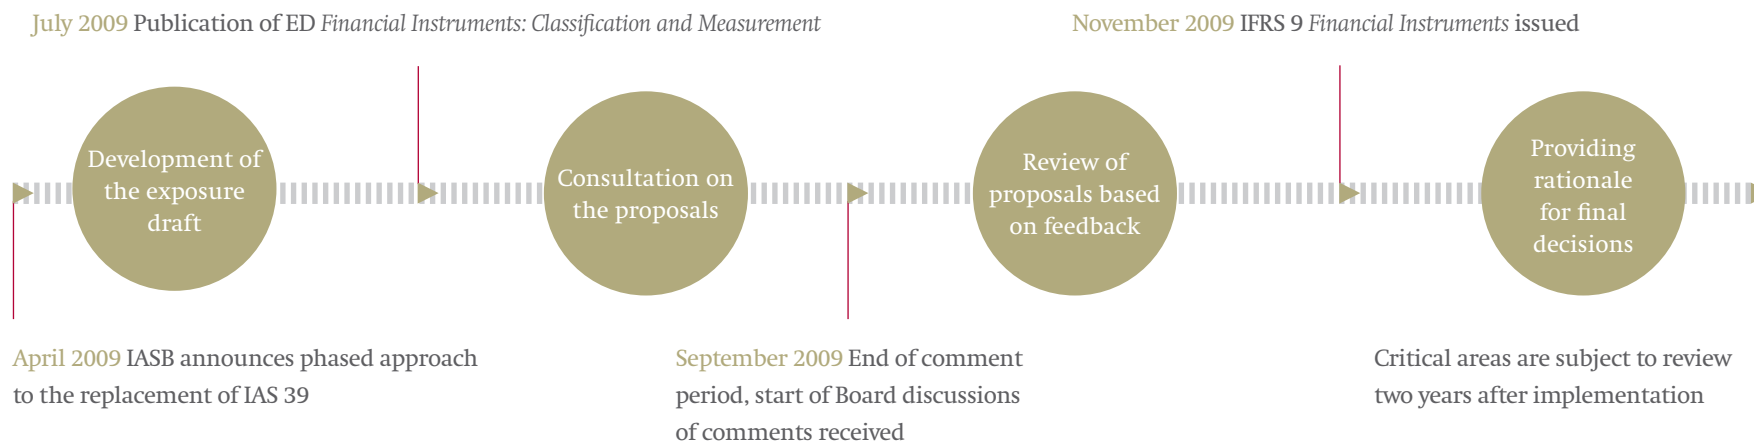 July 2009 Publication of ED Financial Instruments: Classification and Measurement
November 2009 IFRS 9 Financial Instruments issued
Development of
the exposure
draft
Consultation on
the proposals
Review of
proposals based
on feedback
Providing
rationale
for final
decisions
April 2009 IASB announces phased approach
to the replacement of IAS 39
September 2009 End of comment
period, start of Board discussions
of comments received
Critical areas are subject to review
two years after implementation